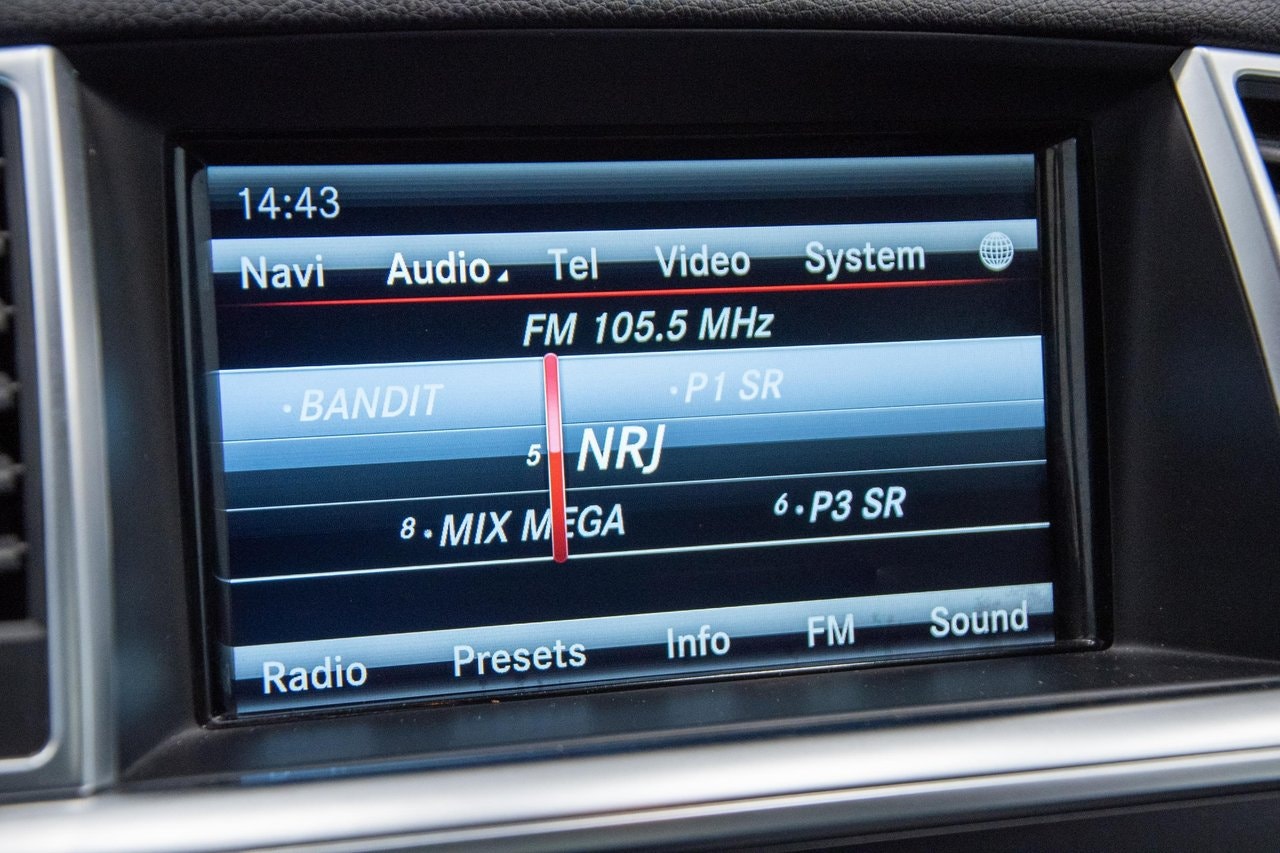 14:43
Navi Audio Tel Video System
FM 105.5 MHz
·BANDIT ·P1 SR
5 NRJ
8·MIX MEGA 6·P3 SR
Radio Presets Info FM Sound